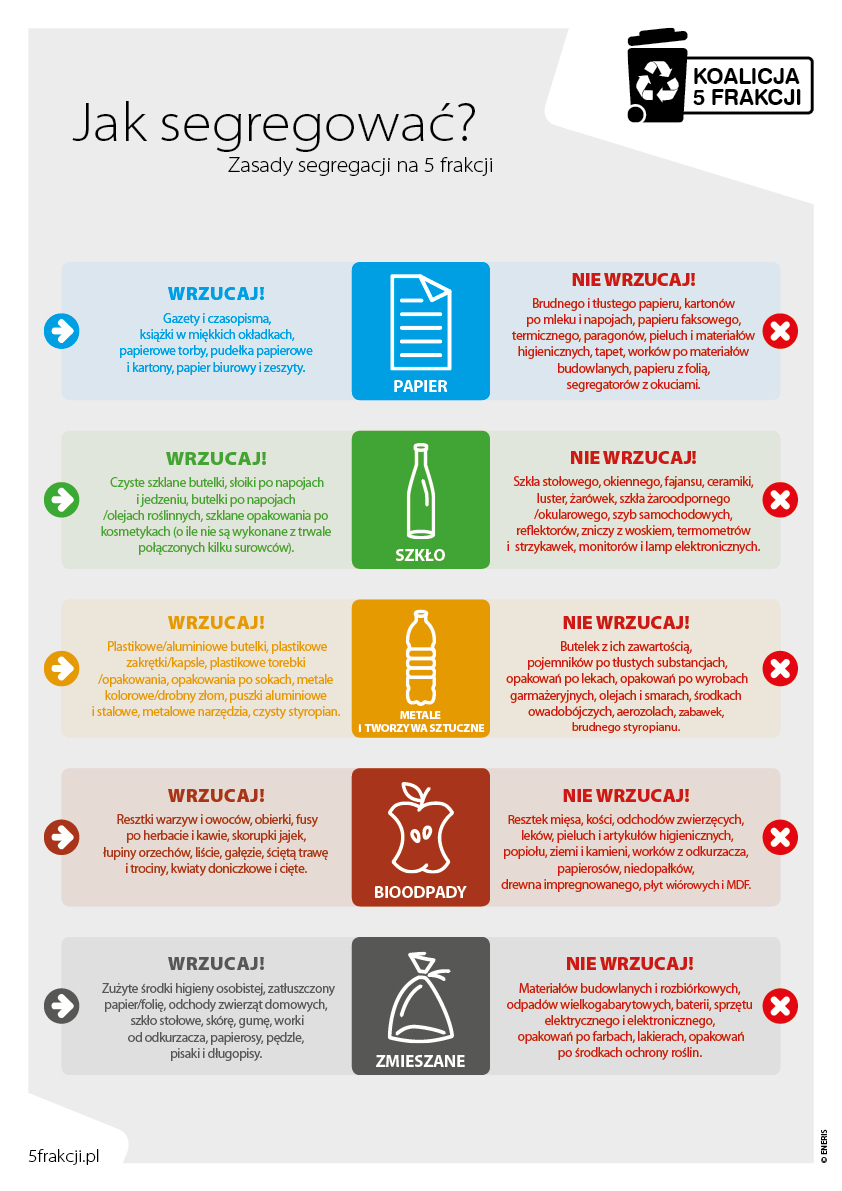 KOALICJA
5 FRAKCJI
Jak segregować?
Zasady segregacji na 5 frakcji
WRZUCAJ!
Gazety i czasopisma,
książki w miękkich okładkach,
papierowe torby, pudełka papierowe
i kartony, papier biurowy i zeszyty.
PAPIER
NIE WRZUCAJ!
Brudnego i tłustego papieru, kartonów
po mleku i napojach, papieru faksowego,
termicznego, paragonów, pieluch i materiałów
higienicznych, tapet, worków po materiałów
budowlanych, papieru z folią,
segregatorów z okuciami.
WRZUCAJ!
Czyste szklane butelki, słoiki po napojach
i jedzeniu, butelki po napojach
/olejach roślinnych, szklane opakowania po
kosmetykach (o ile nie są wykonane z trwale
połączonych kilku surowców).
SZKŁO
NIE WRZUCAJ!
Szkła stołowego, okiennego, fajansu, ceramiki,
luster, żarówek, szkła żaroodpornego
/okularowego, szyb samochodowych,
reflektorów, zniczy z woskiem, termometrów
i strzykawek, monitorów i lamp elektronicznych.
WRZUCAJ!
Plastikowe/aluminiowe butelki, plastikowe
zakrętki/kapsle, plastikowe torebki
/opakowania, opakowania po sokach, metale
kolorowe/drobny złom, puszki aluminiowe
i stalowe, metalowe narzędzia, czysty styropian.
METALE
I TWORZYWA SZTUCZNE
NIE WRZUCAJ!
Butelek z ich zawartością,
pojemników po tłustych substancjach,
opakowań po lekach, opakowań po wyrobach
garmażeryjnych, olejach i smarach, środkach
owadobójczych, aerozolach, zabawek,
brudnego styropianu.
WRZUCAJ!
Resztki warzyw i owoców, obierki, fusy
po herbacie i kawie, skorupki jajek,
łupiny orzechów, liście, gałęzie, ściętą trawę
i trociny, kwiaty doniczkowe i cięte.
BIOODPADY
NIE WRZUCAJ!
Resztek mięsa, kości, odchodów zwierzęcych,
leków, pieluch i artykułów higienicznych,
popiołu, ziemi i kamieni, worków z odkurzacza,
papierosów, niedopałków,
drewna impregnowanego, płyt wiórowych i MDF.
WRZUCAJ!
Zużyte środki higieny osobistej, zatłuszczony
papier/folię, odchody zwierząt domowych,
szkło stołowe, skórę, gumę, worki
od odkurzacza, papierosy, pędzle,
pisaki i długopisy.
ZMIESZANE
NIE WRZUCAJ!
Materiałów budowlanych i rozbiórkowych,
odpadów wielkogabarytowych, baterii, sprzętu
elektrycznego i elektronicznego,
opakowań po farbach, lakierach, opakowań
po środkach ochrony roślin.
5frakcji.pl
© ENERIS